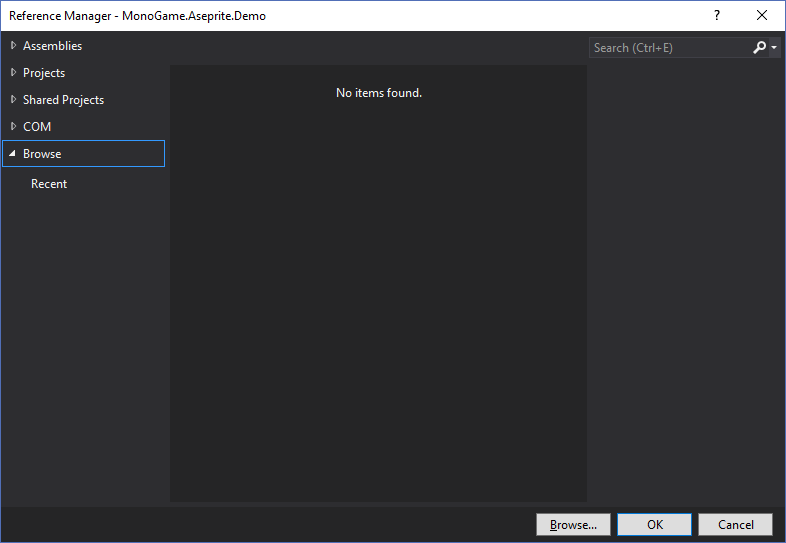 Reference Manager - MonoGame.Aseprite.Demo
?
Assemblies
Search (Ctrl+E)
Projects
No items found.
Shared Projects
COM
Browse
Recent
Browse... OK Cancel